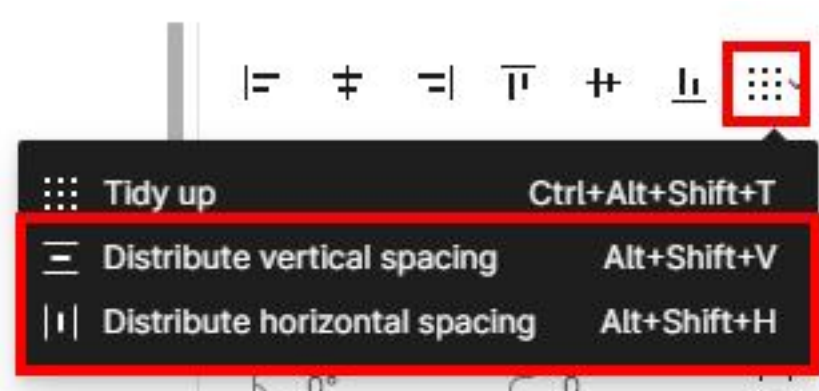 Tidy up Ctrl+Alt+Shift+T
Distribute vertical spacing Alt+Shift+V
Distribute horizontal spacing Alt+Shift+H